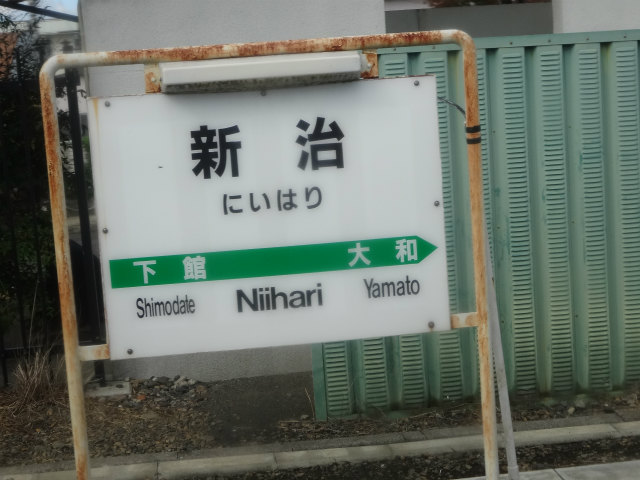 新治
にいはり
下館 大和
Shimodate Niihari Yamato